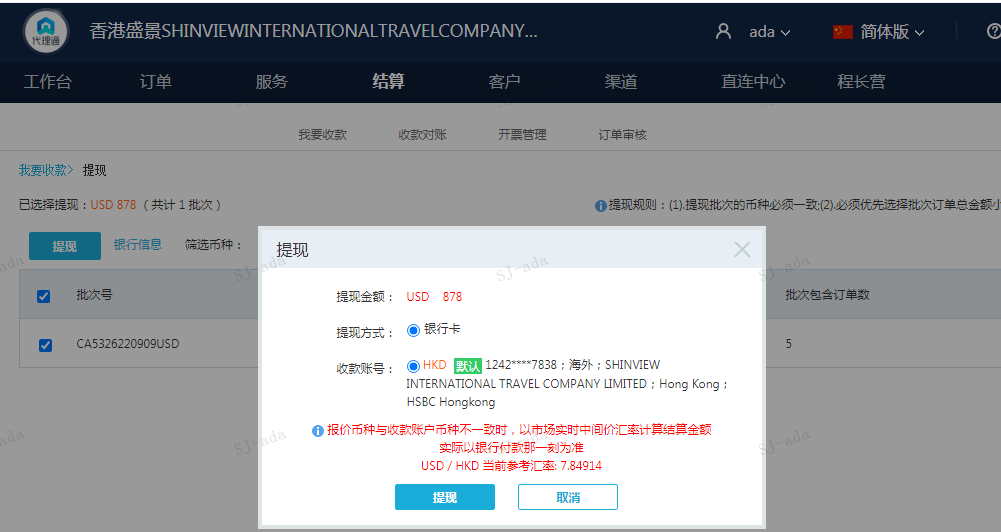 代理通
香港盛景SHINVIEWINTERNATIONALTRAVELCOMPANY...
ada
简体版
工作台 订单 服务 结算 客户 渠道 直连中心 程长营
我要收款 收款对账 开票管理 订单审核
我要收款> 提现
已选择提现：USD 878 （共计 1 批次）
提现规则：(1).提现批次的币种必须一致;(2).必须优先选择批次订单总金额小
提现 银行信息 筛选币种：
批次号 批次包含订单数
CA5326220909USD 5
提现
提现金额： USD 878
提现方式： 银行卡
收款账号： HKD 默认 1242****7838；海外；SHINVIEW
INTERNATIONAL TRAVEL COMPANY LIMITED；Hong Kong；
HSBC Hongkong
报价币种与收款账户币种不一致时，以市场实时中间价汇率计算结算金额
实际以银行付款那一刻为准
USD / HKD 当前参考汇率: 7.84914
提现 取消
SJ-ada
SJ-ada
SJ-ada
SJ-ada
SJ-ada
SJ-ada